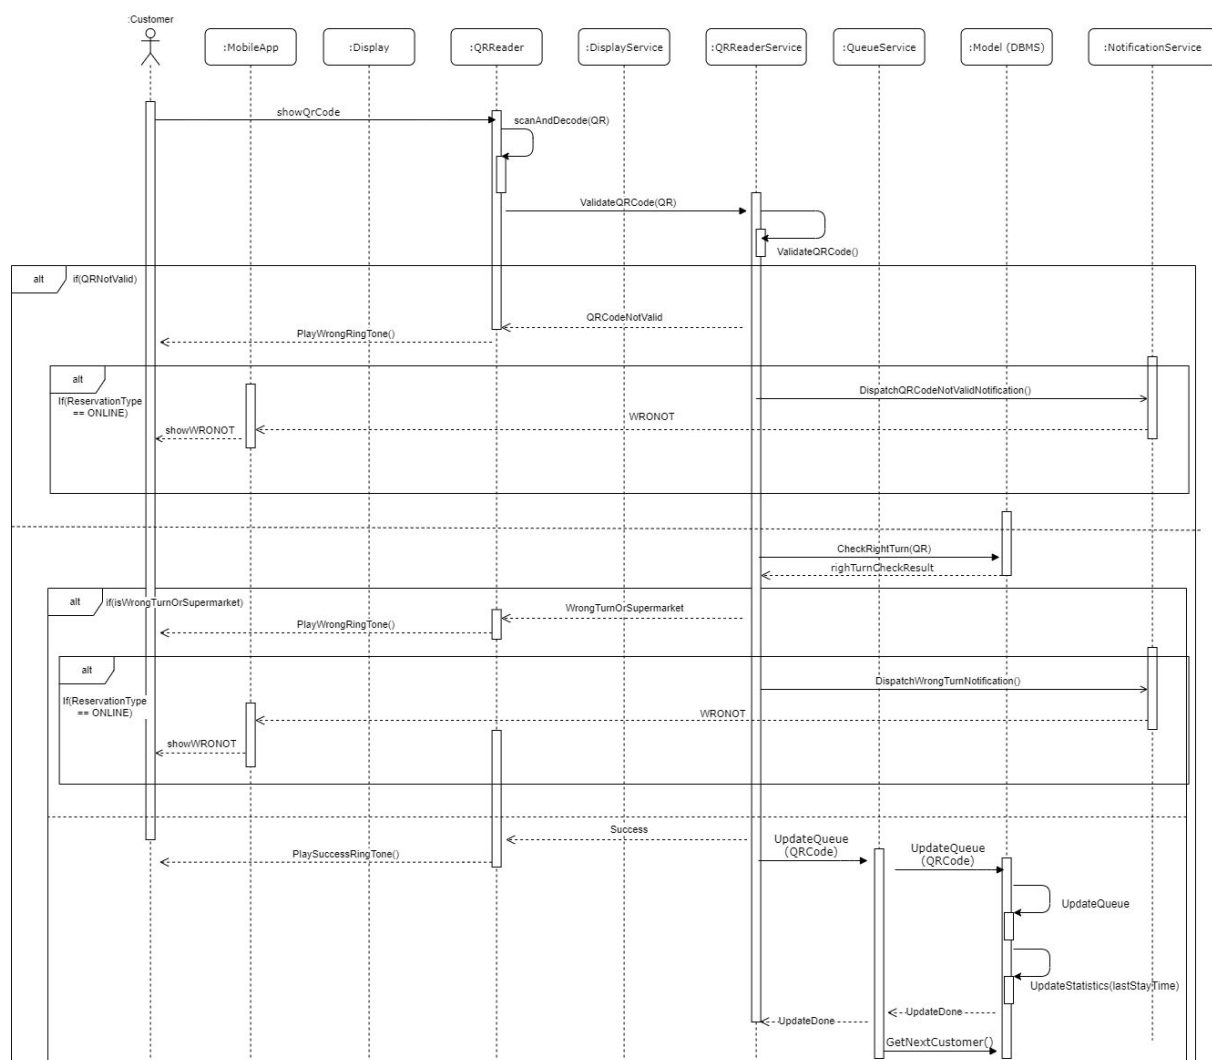 :Customer
:MobileApp
:Display
:QRReader
:DisplayService
:QRReaderService
:QueueService
:Model (DBMS)
:NotificationService
showQrCode
scanAndDecode(QR)
ValidateQRCode(QR)
ValidateQRCode()
alt
if(QRNotValid)
QRCodeNotValid
PlayWrongRingTone()
alt
If(ReservationType
== ONLINE)
DispatchQRCodeNotValidNotification()
WRONOT
showWRONOT
CheckRightTurn(QR)
righTurnCheckResult
alt
if(isWrongTurnOrSupermarket)
WrongTurnOrSupermarket
PlayWrongRingTone()
alt
If(ReservationType
== ONLINE)
DispatchWrongTurnNotification()
WRONOT
showWRONOT
Success
PlaySuccessRingTone()
UpdateQueue
(QRCode)
UpdateQueue
(QRCode)
UpdateQueue
UpdateStatistics(lastStayTime)
UpdateDone
UpdateDone
GetNextCustomer()